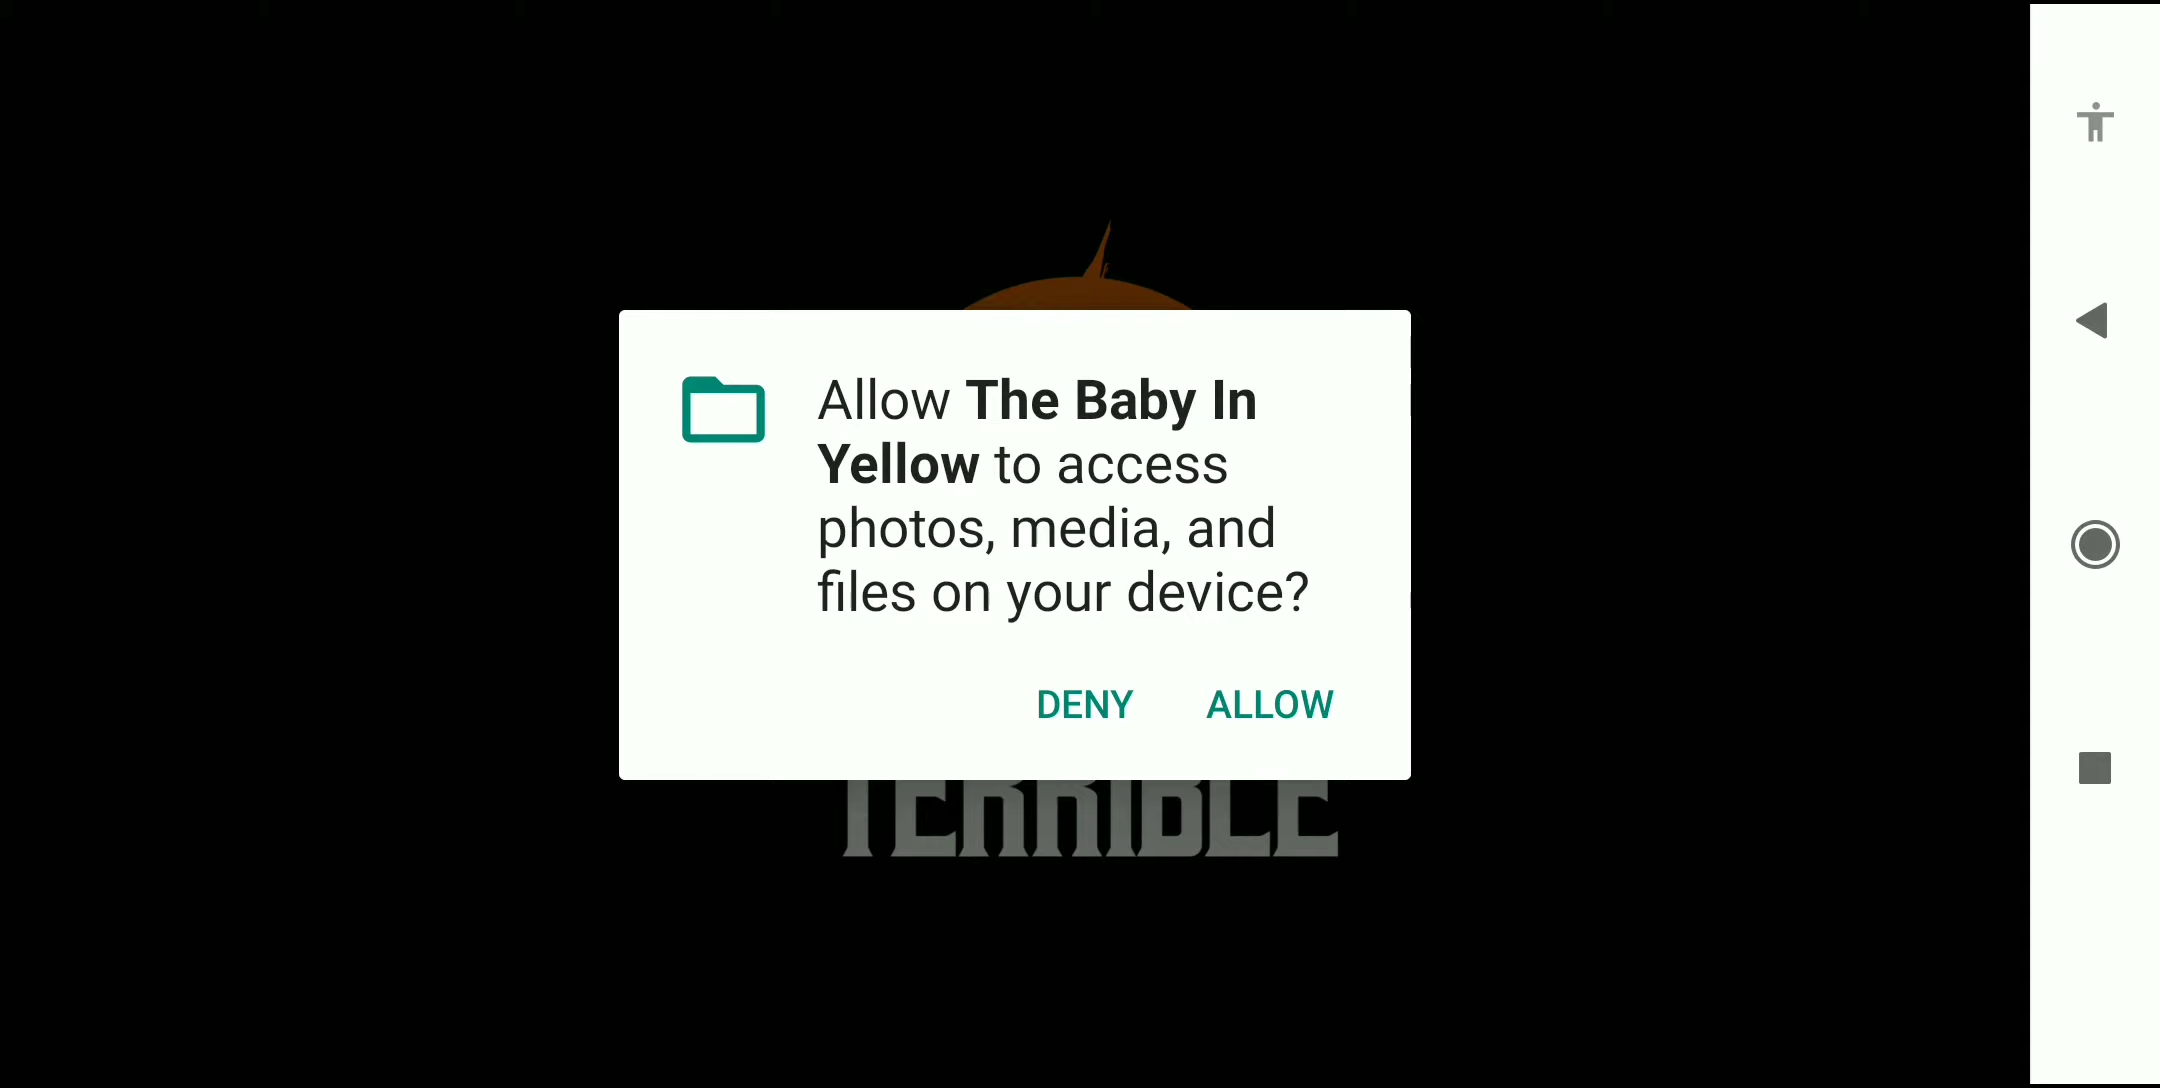 Allow The Baby In
Yellow to access
photos, media, and
files on your device?
DENY ALLOW
TERRIBLE